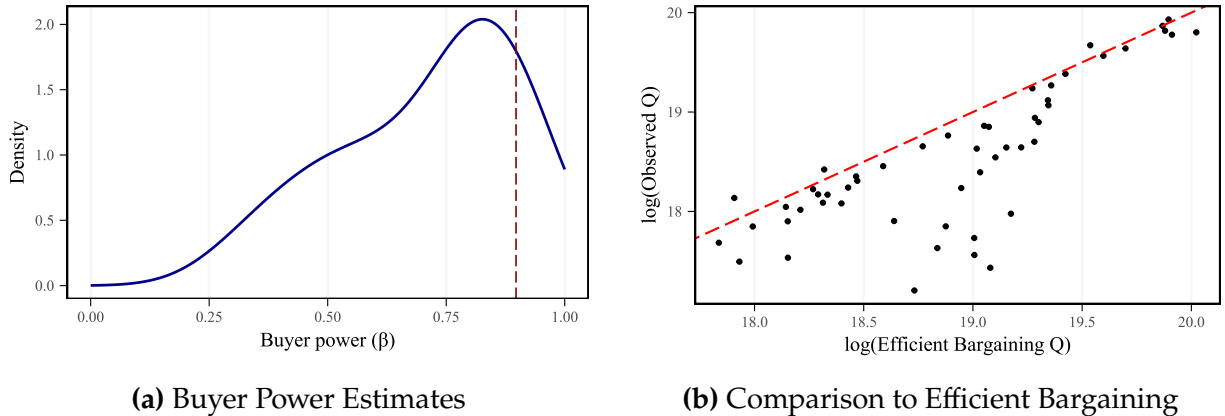 2.0
1.5
1.0
0.5
0.0
Density
0.00 0.25 0.50 0.75 1.00
Buyer power (β)
(a) Buyer Power Estimates
20
19
18
log(Observed Q)
18.0 18.5 19.0 19.5 20.0
log(Efficient Bargaining Q)
(b) Comparison to Efficient Bargaining